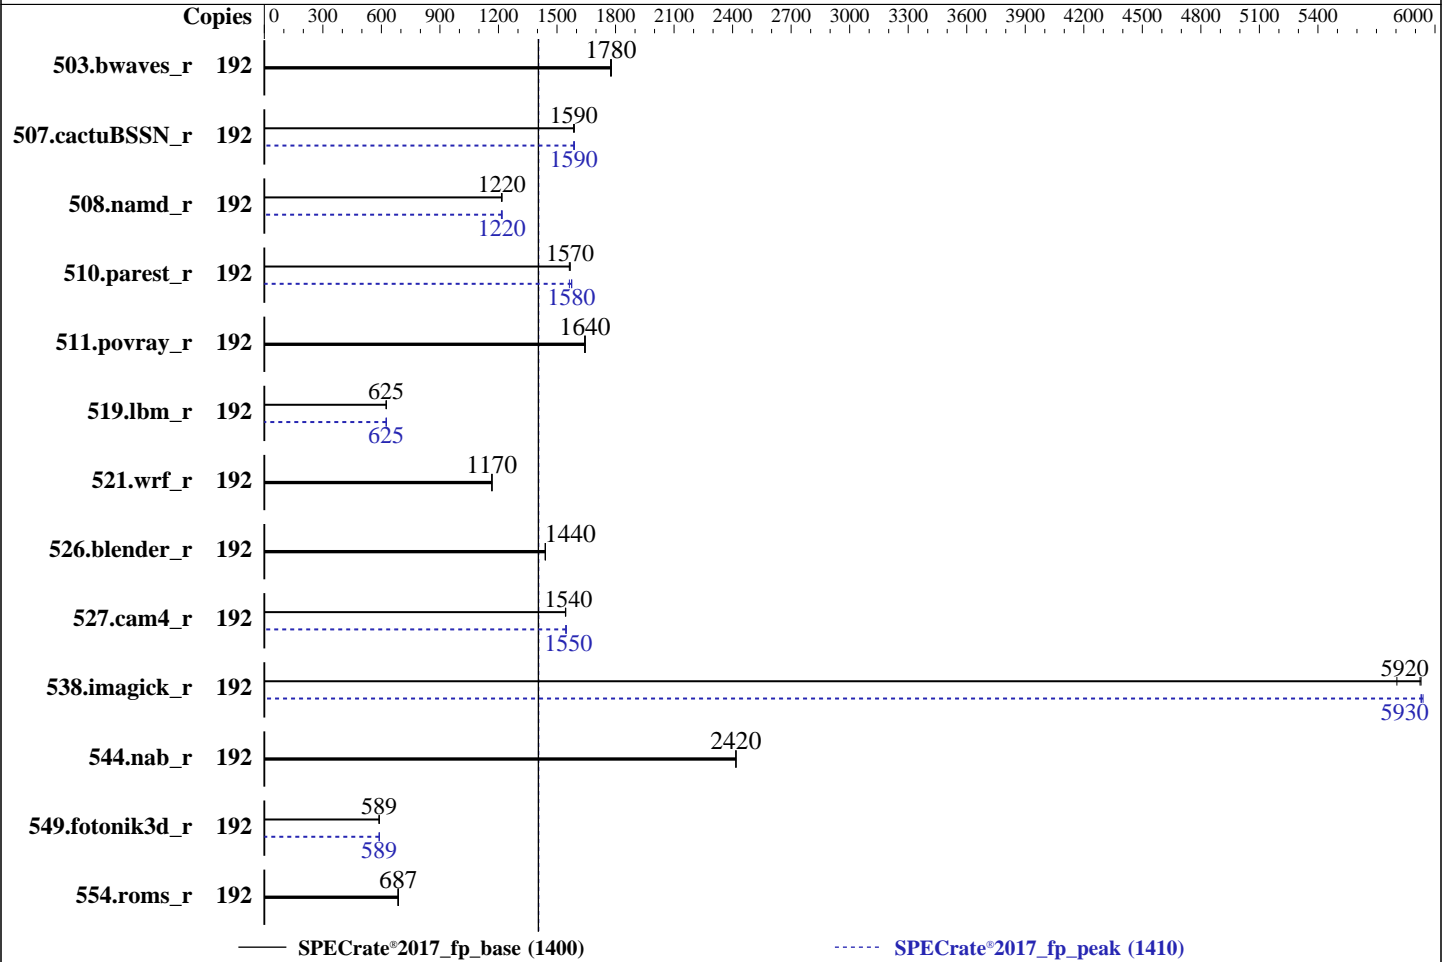 Copies 0 300 600 900 1200 1500 1800 2100 2400 2700 3000 3300 3600 3900 4200 4500 4800 5100 5400 6000
1780
503.bwaves_r 192
1590
507.cactuBSSN_r 192
1590
1220
508.namd_r 192
1220
1570
510.parest_r 192
1580
1640
511.povray_r 192
625
519.lbm_r 192
625
1170
521.wrf_r 192
1440
526.blender_r 192
1540
527.cam4_r 192
1550
5920
538.imagick_r 192
5930
2420
544.nab_r 192
589
549.fotonik3d_r 192
589
687
554.roms_r 192
SPECrate®2017_fp_base (1400) SPECrate®2017_fp_peak (1410)